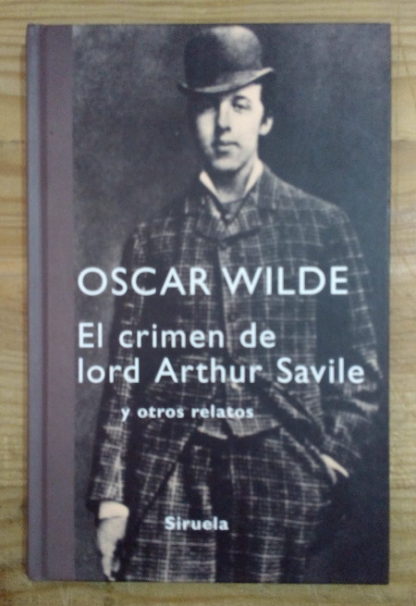 OSCAR WILDE
El crimen de
lord Arthur Savile
y otros relatos
Siruela